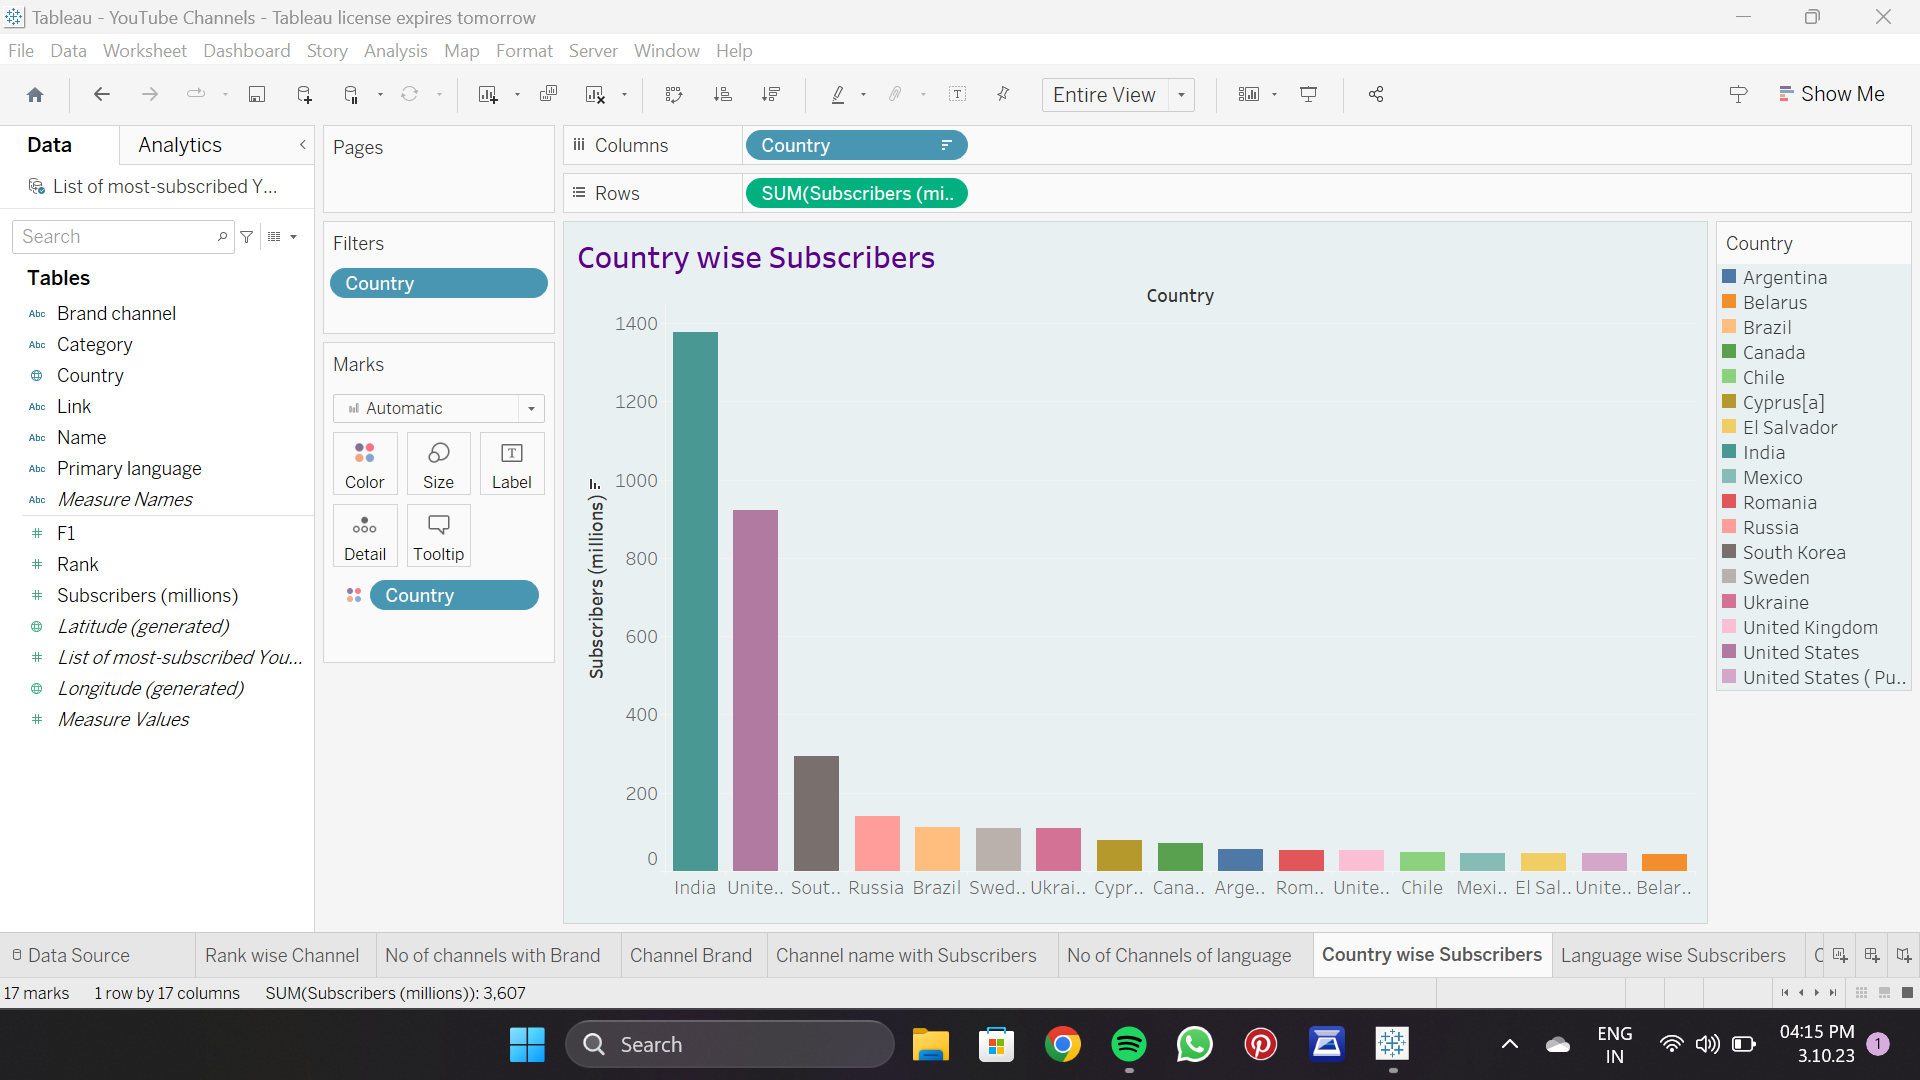 Tableau - YouTube Channels - Tableau license expires tomorrow
File Data Worksheet Dashboard Story Analysis Map Format Server Window Help
Entire View
Show Me
Data Analytics
List of most-subscribed Y...
Search
Tables
Abc Brand channel
Abc Category
Country
Abc Link
Abc Name
Abc Primary language
Abc Measure Names
# F1
# Rank
# Subscribers (millions)
Latitude (generated)
# List of most-subscribed You...
Longitude (generated)
# Measure Values
Pages
Filters
Country
Marks
Automatic
Color Size Label
Detail Tooltip
Country
Columns Country
Rows SUM(Subscribers (mi..
Country wise Subscribers
Country
Subscribers (millions)
1400
1200
1000
800
600
400
200
0
India Unite.. Sout.. Russia Brazil Swed.. Ukrai.. Cypr.. Cana.. Arge.. Rom.. Unite.. Chile Mexi.. El Sal.. Unite.. Belar..
Country
Argentina
Belarus
Brazil
Canada
Chile
Cyprus[a]
El Salvador
India
Mexico
Romania
Russia
South Korea
Sweden
Ukraine
United Kingdom
United States
United States ( Pu..
Data Source Rank wise Channel No of channels with Brand Channel Brand Channel name with Subscribers No of Channels of language Country wise Subscribers Language wise Subscribers
17 marks 1 row by 17 columns SUM(Subscribers (millions)): 3,607
Search
ENG
IN
04:15 PM
3.10.23
1